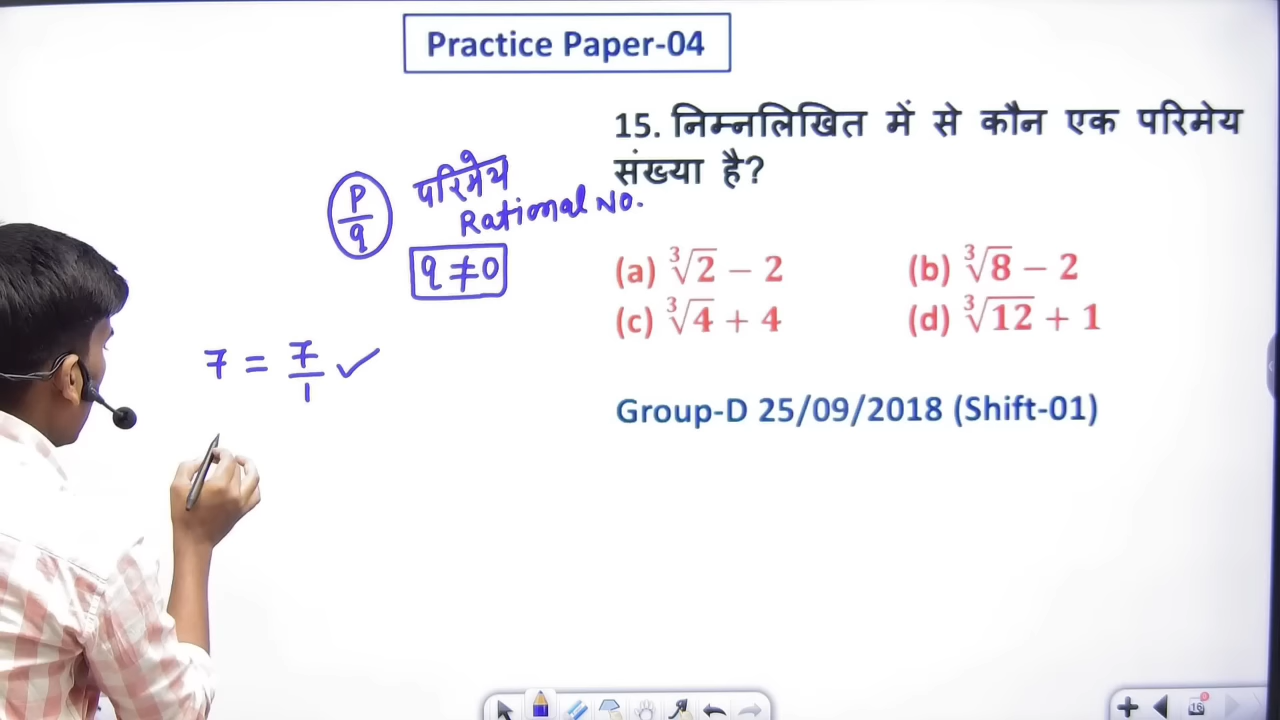 Practice Paper-04
15. निम्नलिखित में से कौन एक परिमेय
संख्या है?
p/q परिमेय
Rational No.
q ≠ 0
(a) ∛2 − 2 (b) ∛8 − 2
(c) ∛4 + 4 (d) ∛12 + 1
7 = 7/1 ✓
Group-D 25/09/2018 (Shift-01)
16